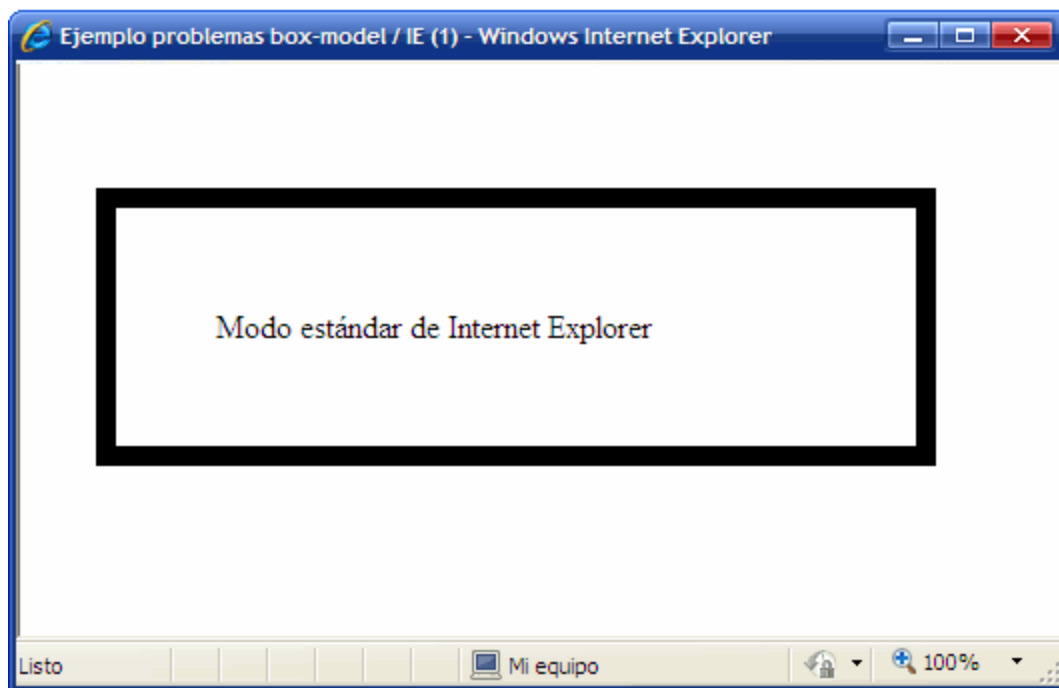 Ejemplo problemas box-model / IE (1) - Windows Internet Explorer
Modo estándar de Internet Explorer
Listo
Mi equipo
100%